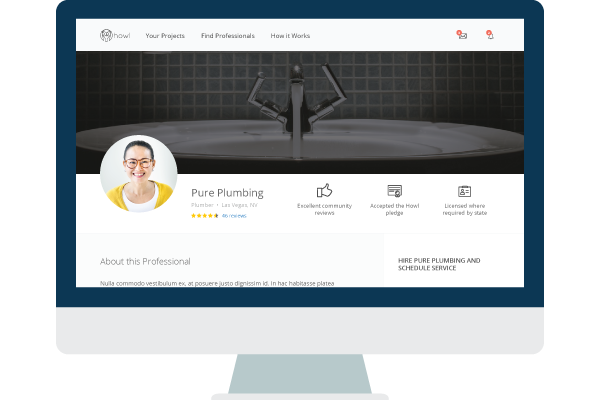 howl
Your Projects
Find Professionals
How it Works
Pure Plumbing
Plumber • Las Vegas, NV
46 reviews
Excellent community
reviews
Accepted the Howl
pledge
Licensed where
required by state
About this Professional
HIRE PURE PLUMBING AND
SCHEDULE SERVICE
Nulla commodo vestibulum ex, at posuere justo dignissim id. In hac habitasse platea